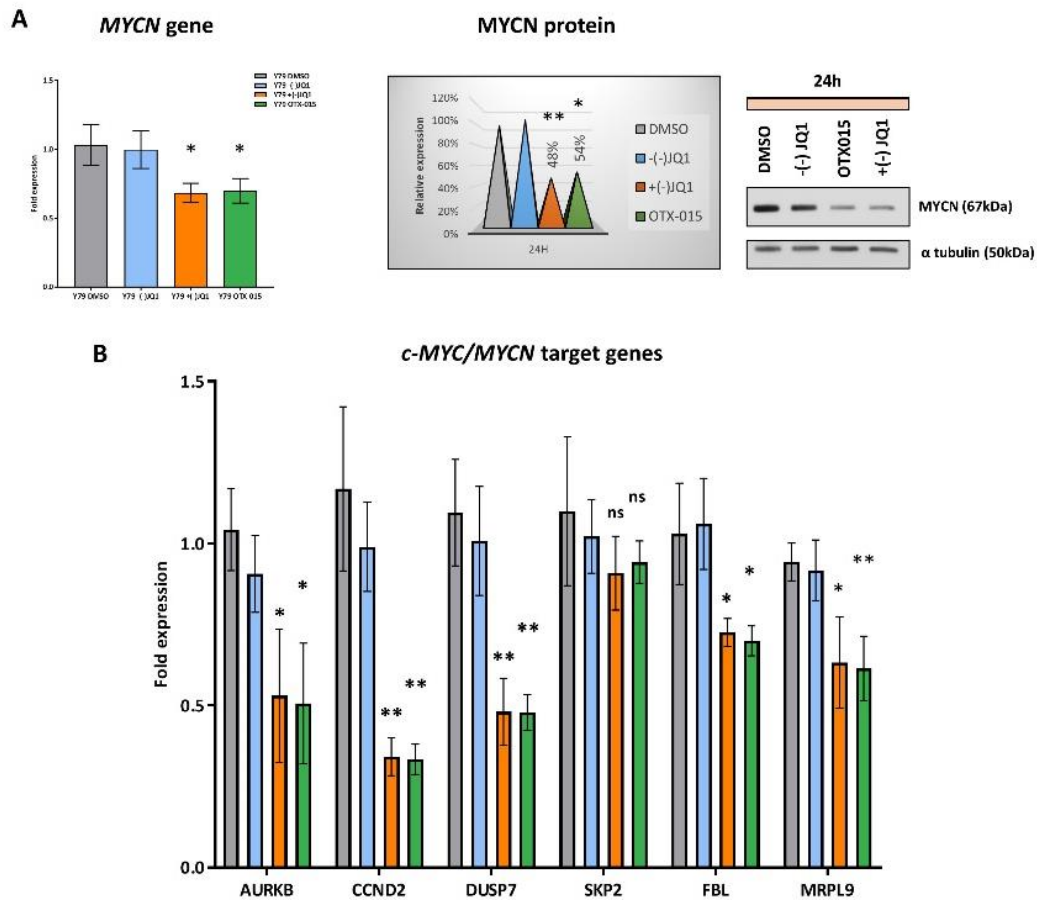 A
MYCN gene
MYCN protein
Y79 DMSO
Y79 -(-)JQ1
Y79 +(-)JQ1
Y79 OTX-015
1.5
1.0
0.5
0.0
Fold expression
* *
Y79 DMSO Y79 -(-)JQ1 Y79 +(-)JQ1 Y79 OTX-015
120%
100%
80%
60%
40%
20%
0%
Relative expression
** *
48% 54%
24H
DMSO
-(-)JQ1
+(-)JQ1
OTX-015
24h
DMSO
-(-) JQ1
OTX015
+(-) JQ1
MYCN (67kDa)
α tubulin (50kDa)
B
c-MYC/MYCN target genes
1.5
1.0
0.5
0.0
Fold expression
* *
** **
** **
ns ns
* *
* **
AURKB CCND2 DUSP7 SKP2 FBL MRPL9